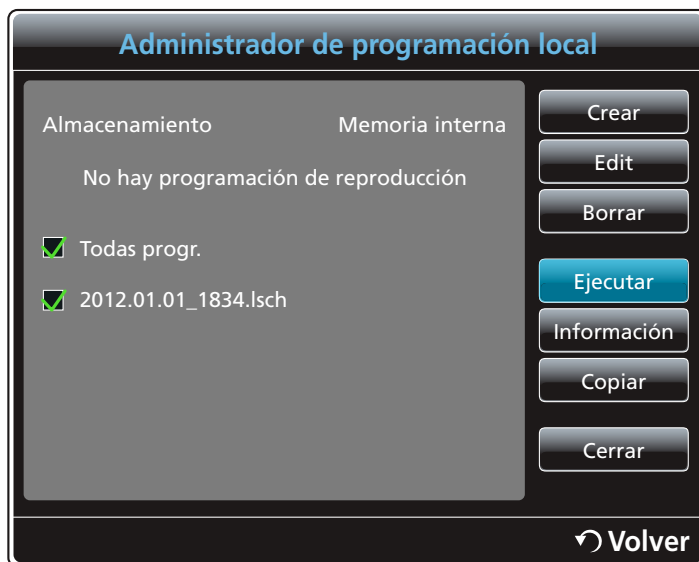 Administrador de programación local
Almacenamiento Memoria interna
No hay programación de reproducción
Todas progr.
2012.01.01_1834.lsch
Crear
Edit
Borrar
Ejecutar
Información
Copiar
Cerrar
Volver